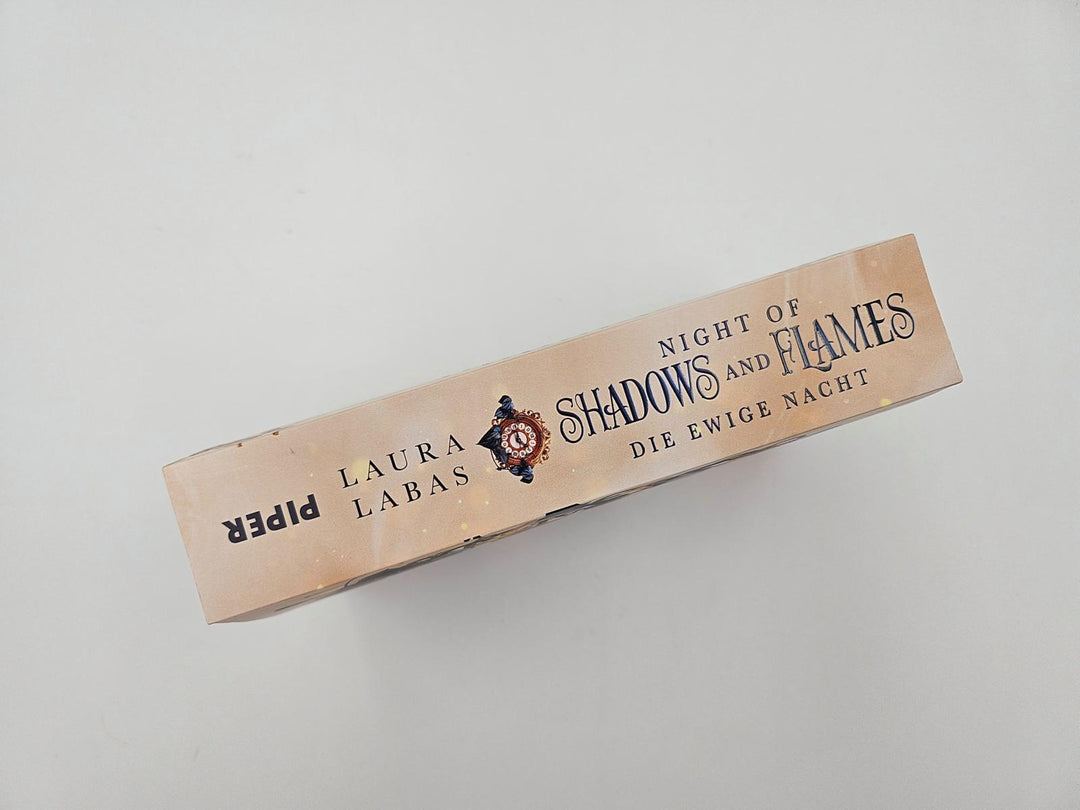 PIPER
LAURA
LABAS
NIGHT OF
SHADOWS AND FLAMES
DIE EWIGE NACHT